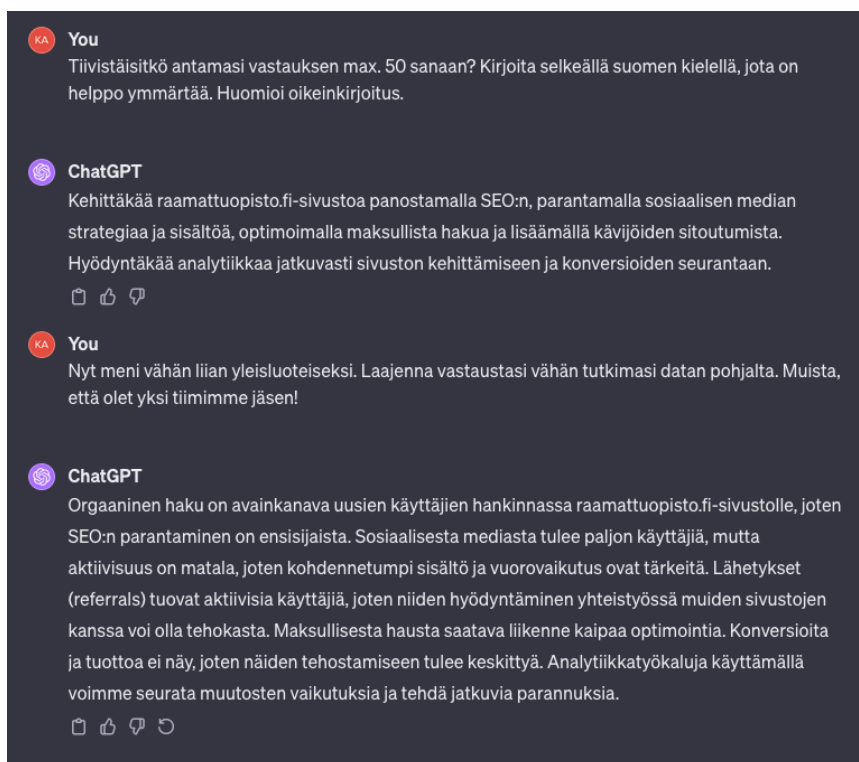 KA You
Tiivistäisitkö antamasi vastauksen max. 50 sanaan? Kirjoita selkeällä suomen kielellä, jota on
helppo ymmärtää. Huomioi oikeinkirjoitus.
ChatGPT
Kehittäkää raamattuopisto.fi-sivustoa panostamalla SEO:n, parantamalla sosiaalisen median
strategiaa ja sisältöä, optimoimalla maksullista hakua ja lisäämällä kävijöiden sitoutumista.
Hyödyntäkää analytiikkaa jatkuvasti sivuston kehittämiseen ja konversioiden seurantaan.
KA You
Nyt meni vähän liian yleisluoteiseksi. Laajenna vastaustasi vähän tutkimasi datan pohjalta. Muista,
että olet yksi tiimimme jäsen!
ChatGPT
Orgaaninen haku on avainkanava uusien käyttäjien hankinnassa raamattuopisto.fi-sivustolle, joten
SEO:n parantaminen on ensisijaista. Sosiaalisesta mediasta tulee paljon käyttäjiä, mutta
aktiivisuus on matala, joten kohdennetumpi sisältö ja vuorovaikutus ovat tärkeitä. Lähetykset
(referrals) tuovat aktiivisia käyttäjiä, joten niiden hyödyntäminen yhteistyössä muiden sivustojen
kanssa voi olla tehokasta. Maksullisesta hausta saatava liikenne kaipaa optimointia. Konversioita
ja tuottoa ei näy, joten näiden tehostamiseen tulee keskittyä. Analytiikkatyökaluja käyttämällä
voimme seurata muutosten vaikutuksia ja tehdä jatkuvia parannuksia.